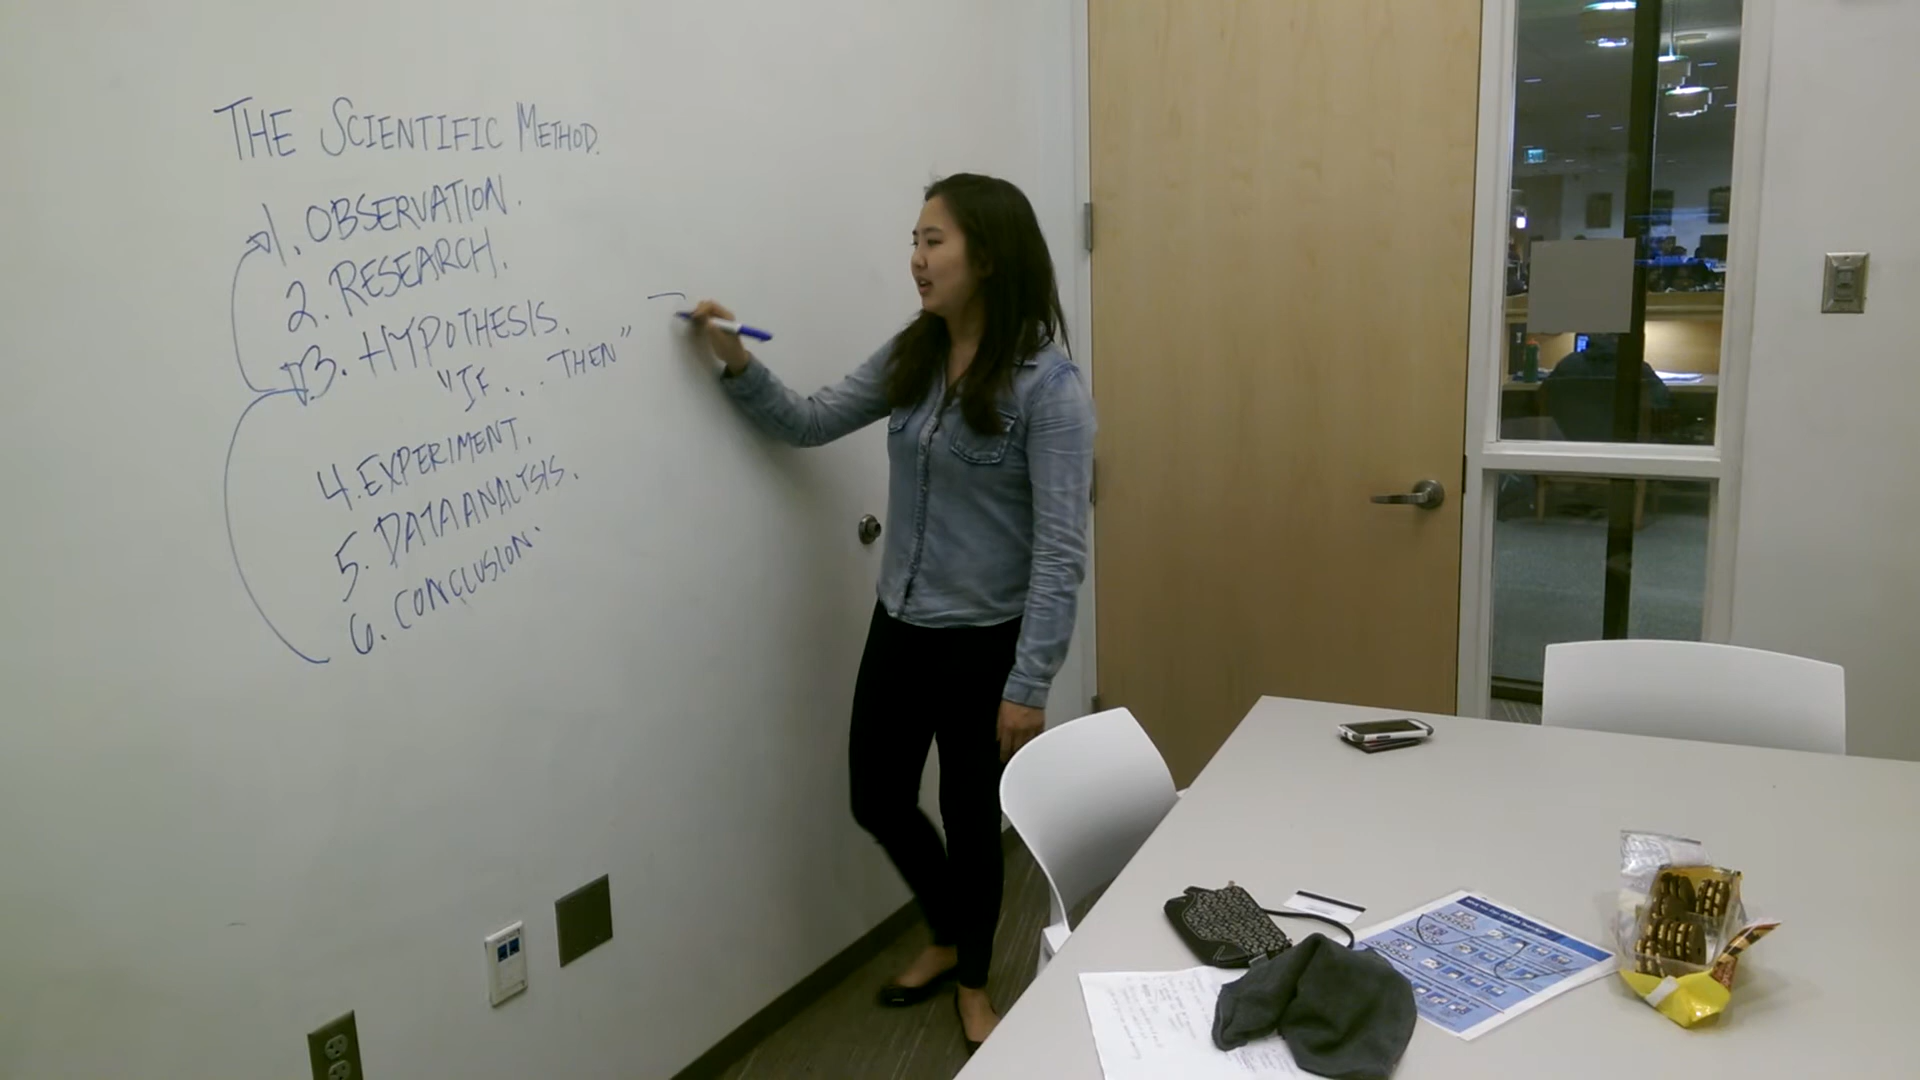 THE SCIENTIFIC METHOD.
1. OBSERVATION.
2. RESEARCH.
3. HYPOTHESIS.
"IF... THEN"
4. EXPERIMENT.
5. DATA ANALYSIS.
6. CONCLUSION.